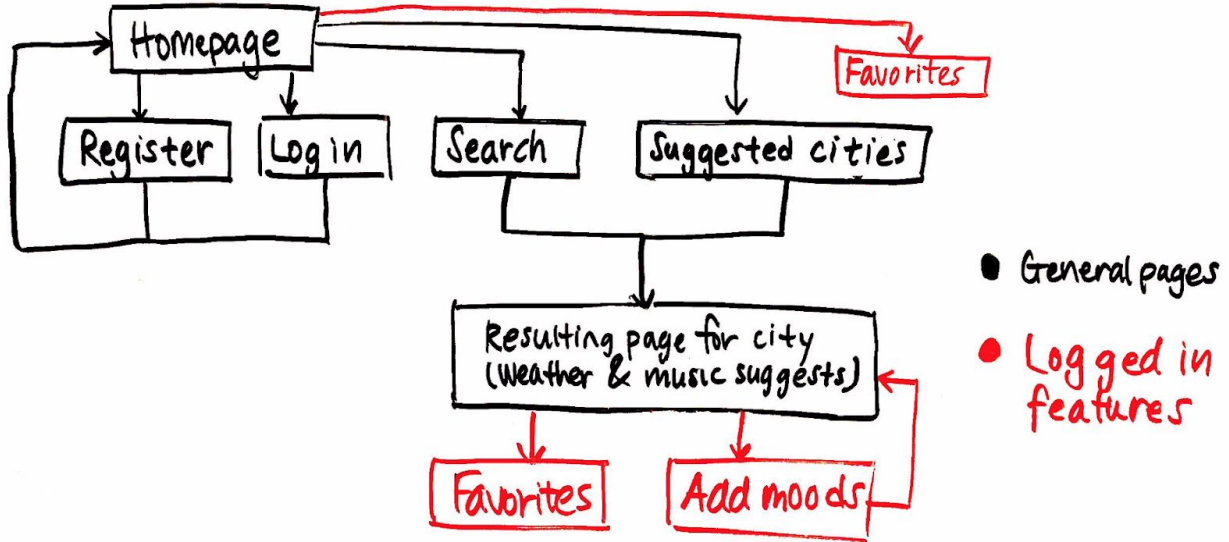 Homepage
Favorites
Register
Log in
Search
Suggested cities
General pages
Resulting page for city
(weather & music suggests)
Logged in
features
Favorites
Add moods